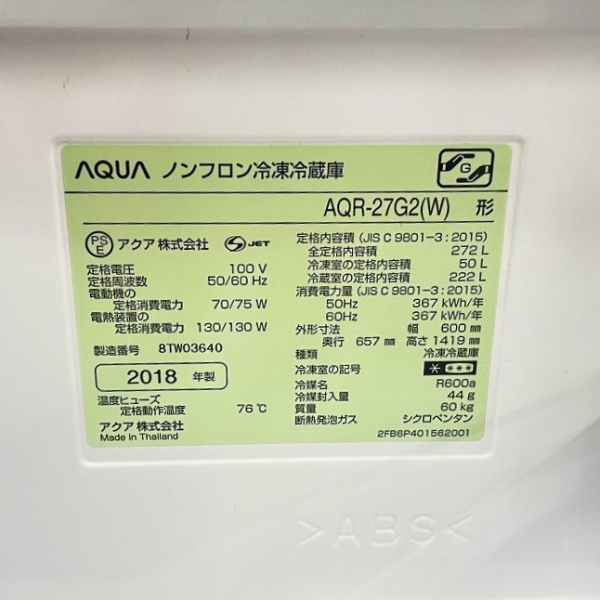 AQUA ノンフロン冷凍冷蔵庫
G
AQR-27G2(W) 形
PS E アクア株式会社 S JET
定格電圧 100 V
定格周波数 50/60 Hz
電動機の
定格消費電力 70/75 W
電熱装置の
定格消費電力 130/130 W
製造番号 8TW03640
2018 年製
温度ヒューズ
定格動作温度 76℃
アクア株式会社
Made in Thailand
定格内容積 (JIS C 9801-3:2015)
全定格内容積 272 L
冷凍室の定格内容積 50 L
冷蔵室の定格内容積 222 L
消費電力量 (JIS C 9801-3:2015)
50Hz 367 kWh/年
60Hz 367 kWh/年
外形寸法 幅 600 mm
奥行 657 mm 高さ 1419 mm
種類 冷凍冷蔵庫
冷凍室の記号 * ***
冷媒名 R600a
冷媒封入量 44 g
質量 60 kg
断熱発泡ガス シクロペンタン
2FB6P401562001
>ABS<